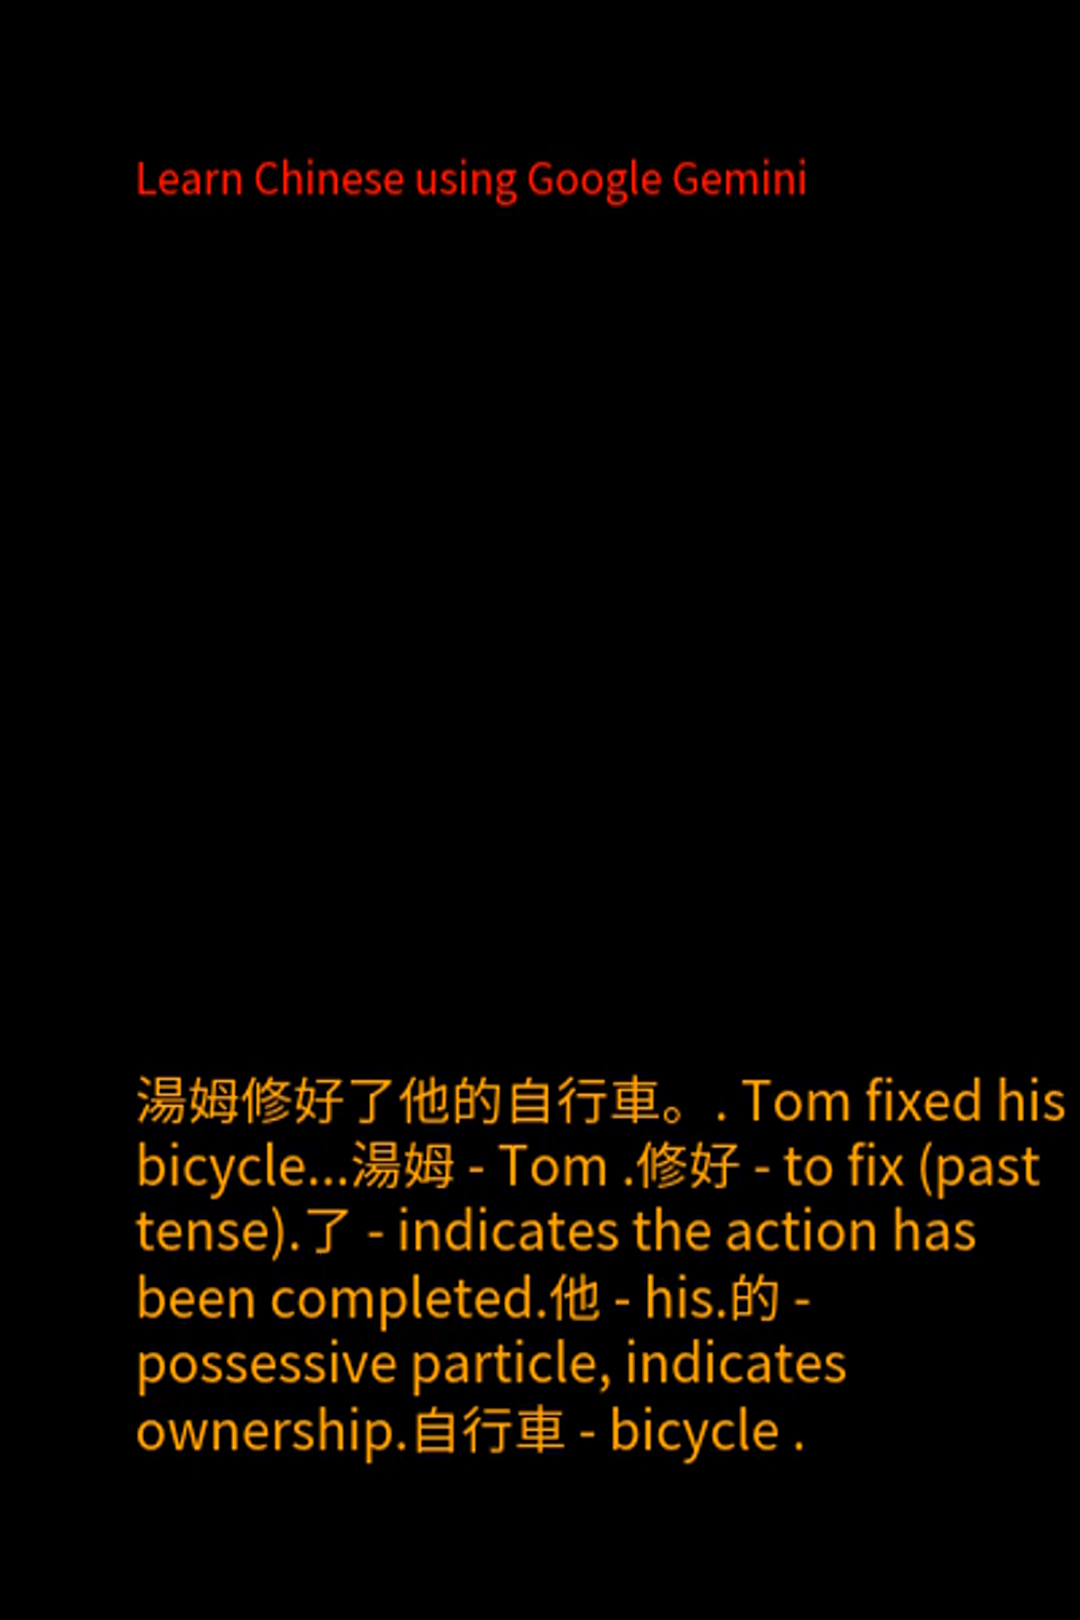 Learn Chinese using Google Gemini
湯姆修好了他的自行車。. Tom fixed his
bicycle...湯姆 - Tom .修好 - to fix (past
tense).了 - indicates the action has
been completed.他 - his.的 -
possessive particle, indicates
ownership.自行車 - bicycle .